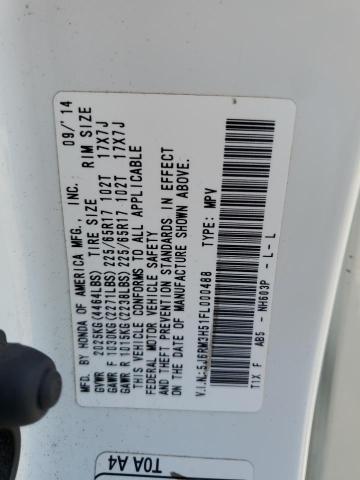 MFD. BY HONDA OF AMERICA MFG., INC. 09/'14
TIRE SIZE RIM SIZE
GVWR 2025KG(4464LBS)
GAWR F 1030KG(2271LBS) 225/65R17 102T 17X7J
GAWR R 1015KG(2238LBS) 225/65R17 102T 17X7J
THIS VEHICLE CONFORMS TO ALL APPLICABLE
FEDERAL MOTOR VEHICLE SAFETY AND THEFT
PREVENTION STANDARDS IN EFFECT ON THE
DATE OF MANUFACTURE SHOWN ABOVE.
V.I.N.:5J6RM3H51FL000488 TYPE: MPV
T1X F AB5 - NH603P - L - L
T0A A4